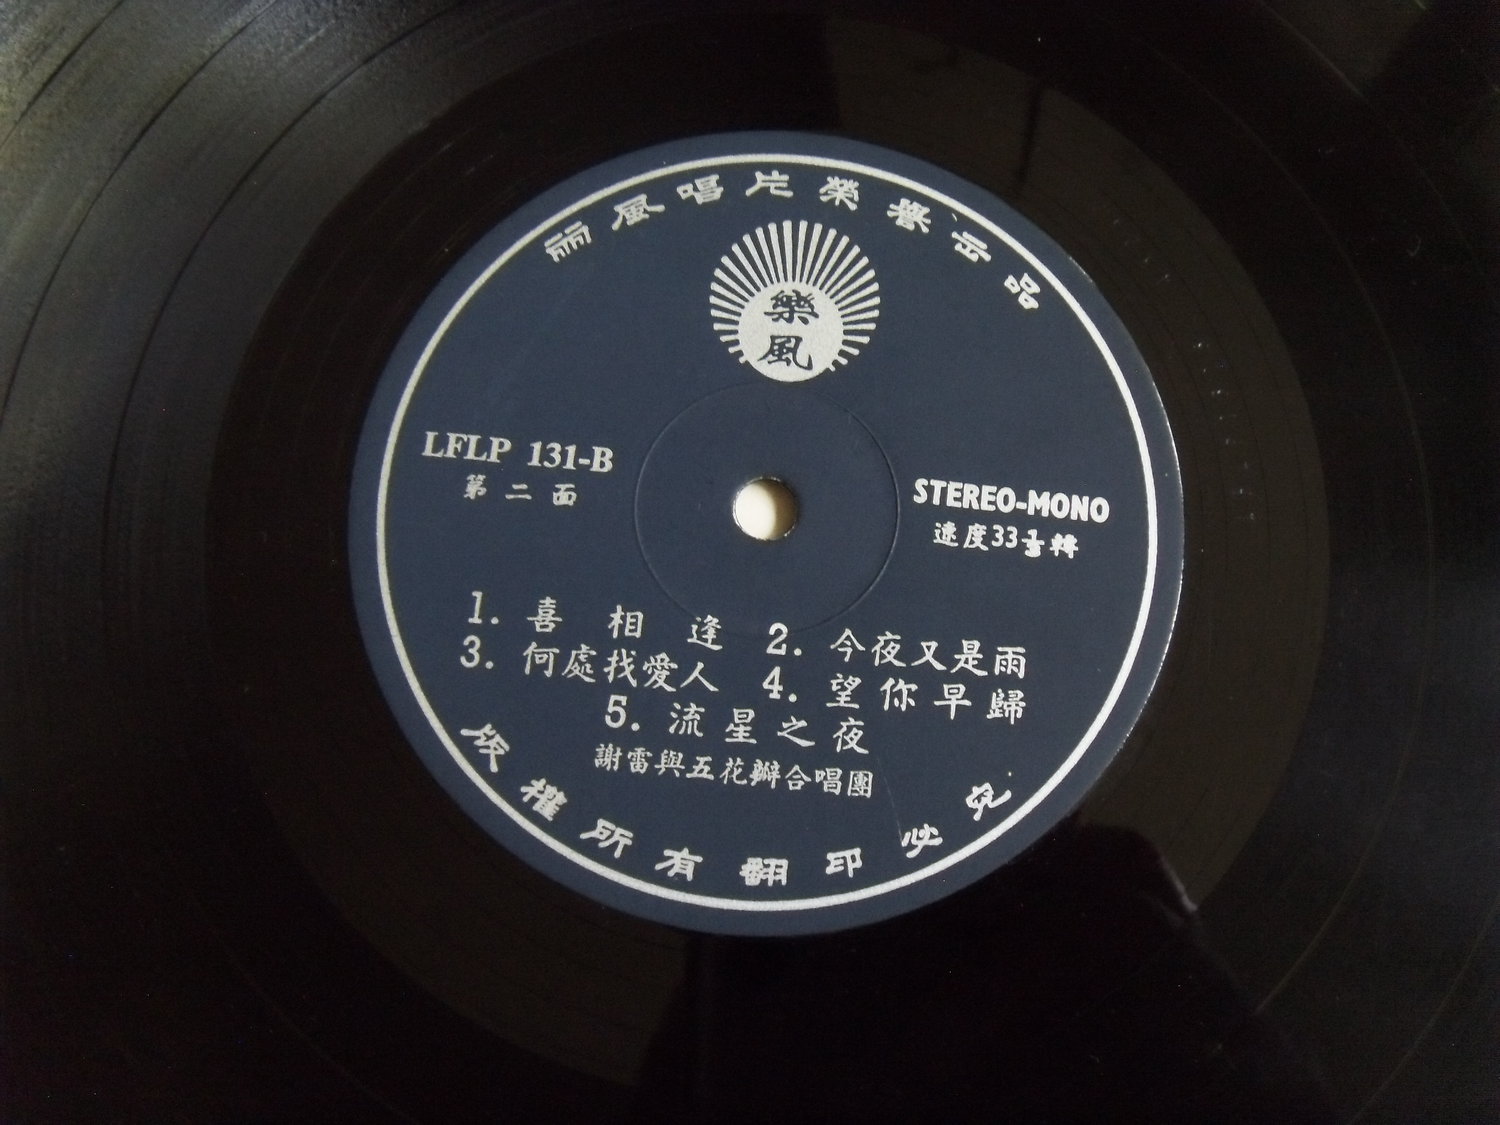 丽風唱片榮譽出品
樂風
LFLP 131-B
第二面
STEREO-MONO
速度33⅓轉
1. 喜相逢 2. 今夜又是雨
3. 何處找愛人 4. 望你早歸
5. 流星之夜
謝雷與五花瓣合唱團
版權所有翻印必究